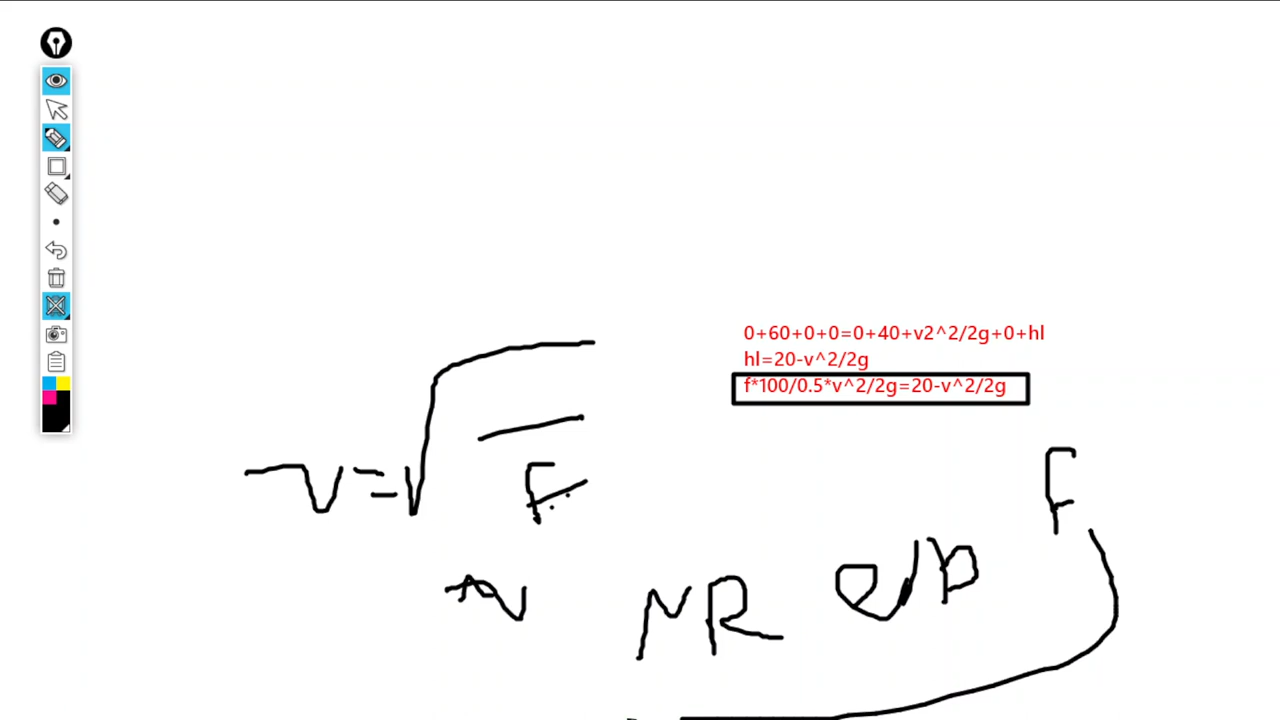 0+60+0+0=0+40+v2^2/2g+0+hl
hl=20-v^2/2g
f*100/0.5*v^2/2g=20-v^2/2g
V=√
F
F
NR
e/D